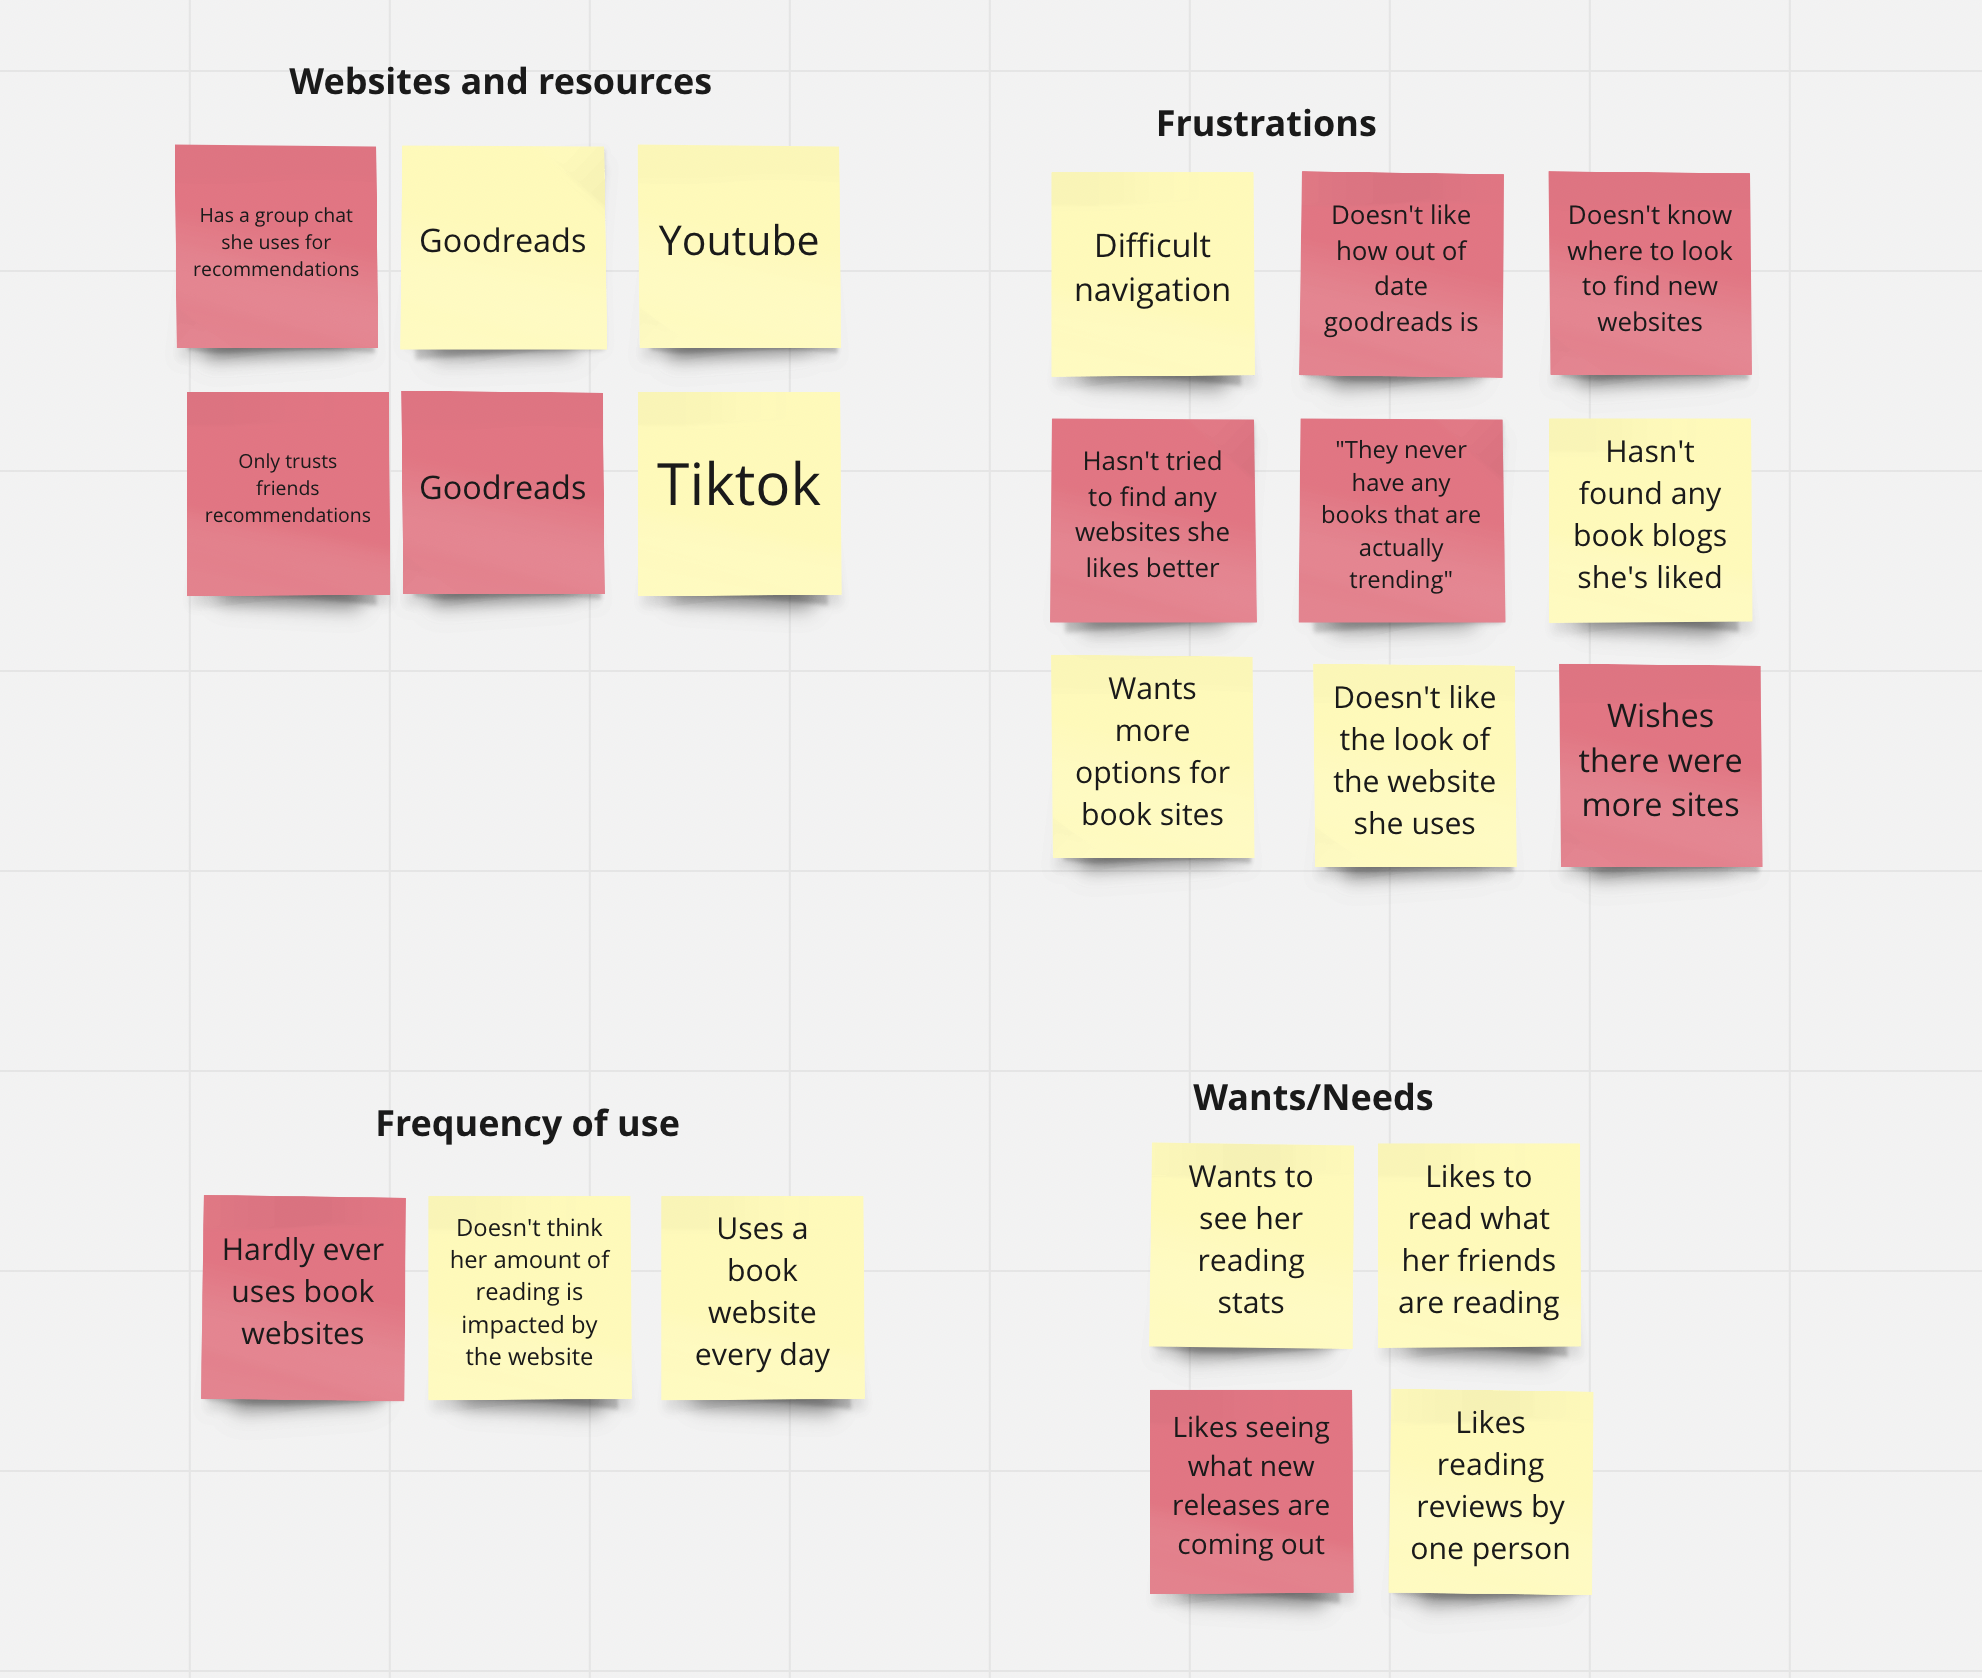 Websites and resources
Has a group chat
she uses for
recommendations
Goodreads
Youtube
Only trusts
friends
recommendations
Goodreads
Tiktok
Frustrations
Difficult
navigation
Doesn't like
how out of
date
goodreads is
Doesn't know
where to look
to find new
websites
Hasn't tried
to find any
websites she
likes better
"They never
have any
books that are
actually
trending"
Hasn't
found any
book blogs
she's liked
Wants
more
options for
book sites
Doesn't like
the look of
the website
she uses
Wishes
there were
more sites
Frequency of use
Hardly ever
uses book
websites
Doesn't think
her amount of
reading is
impacted by
the website
Uses a
book
website
every day
Wants/Needs
Wants to
see her
reading
stats
Likes to
read what
her friends
are reading
Likes seeing
what new
releases are
coming out
Likes
reading
reviews by
one person